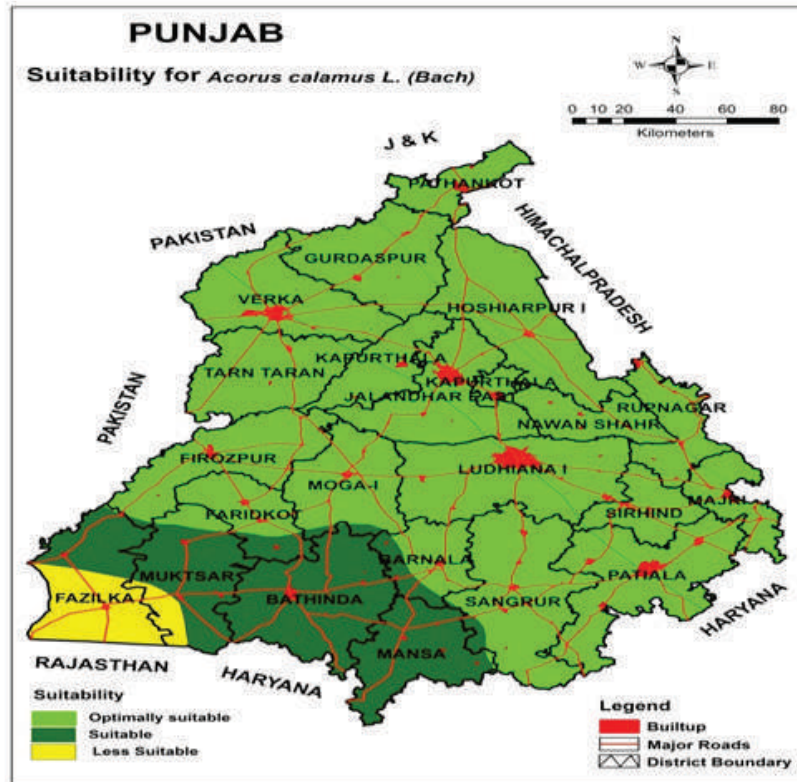 PUNJAB
Suitability for Acorus calamus L. (Bach)
N
W E
S
0 10 20 40 60 80
Kilometers
J & K
PATHANKOT
PAKISTAN
HIMACHALPRADESH
GURDASPUR
VERKA
HOSHIARPUR I
KAPURTHALA
TARN TARAN
KAPURTHALA
PAKISTAN
JALANDHAR EAST
RUPNAGAR
NAWAN SHAHR
FIROZPUR
LUDHIANA I
MOGA-I
MAJRI
FARIDKOT
SIRHIND
BARNALA
MUKTSAR
PATIALA
FAZILKA
BATHINDA
SANGRUR
HARYANA
MANSA
RAJASTHAN
HARYANA
Suitability
Optimally suitable
Suitable
Less Suitable
Legend
Builtup
Major Roads
District Boundary